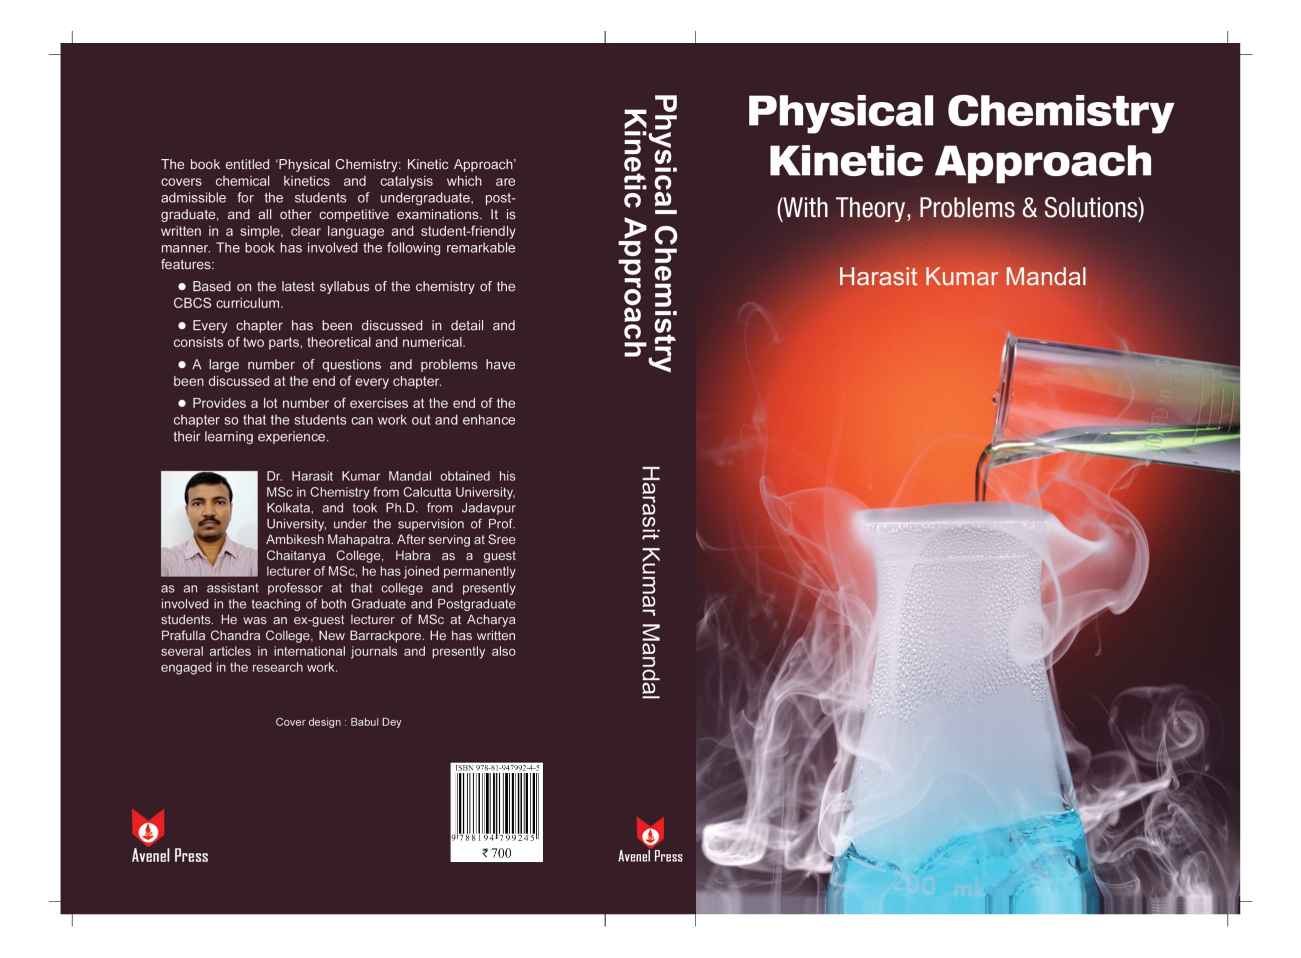 The book entitled ‘Physical Chemistry: Kinetic Approach’
covers chemical kinetics and catalysis which are
admissible for the students of undergraduate, post-
graduate, and all other competitive examinations. It is
written in a simple, clear language and student-friendly
manner. The book has involved the following remarkable
features:
● Based on the latest syllabus of the chemistry of the
CBCS curriculum.
● Every chapter has been discussed in detail and
consists of two parts, theoretical and numerical.
● A large number of questions and problems have
been discussed at the end of every chapter.
● Provides a lot number of exercises at the end of the
chapter so that the students can work out and enhance
their learning experience.
Dr. Harasit Kumar Mandal obtained his
MSc in Chemistry from Calcutta University,
Kolkata, and took Ph.D. from Jadavpur
University, under the supervision of Prof.
Ambikesh Mahapatra. After serving at Sree
Chaitanya College, Habra as a guest
lecturer of MSc, he has joined permanently
as an assistant professor at that college and presently
involved in the teaching of both Graduate and Postgraduate
students. He was an ex-guest lecturer of MSc at Acharya
Prafulla Chandra College, New Barrackpore. He has written
several articles in international journals and presently also
engaged in the research work.
Cover design : Babul Dey
ISBN 978-81-947992-4-5
9788194799245
₹ 700
Avenel Press
Physical Chemistry
Kinetic Approach
Harasit Kumar Mandal
Avenel Press
Physical Chemistry
Kinetic Approach
(With Theory, Problems & Solutions)
Harasit Kumar Mandal
200 mL